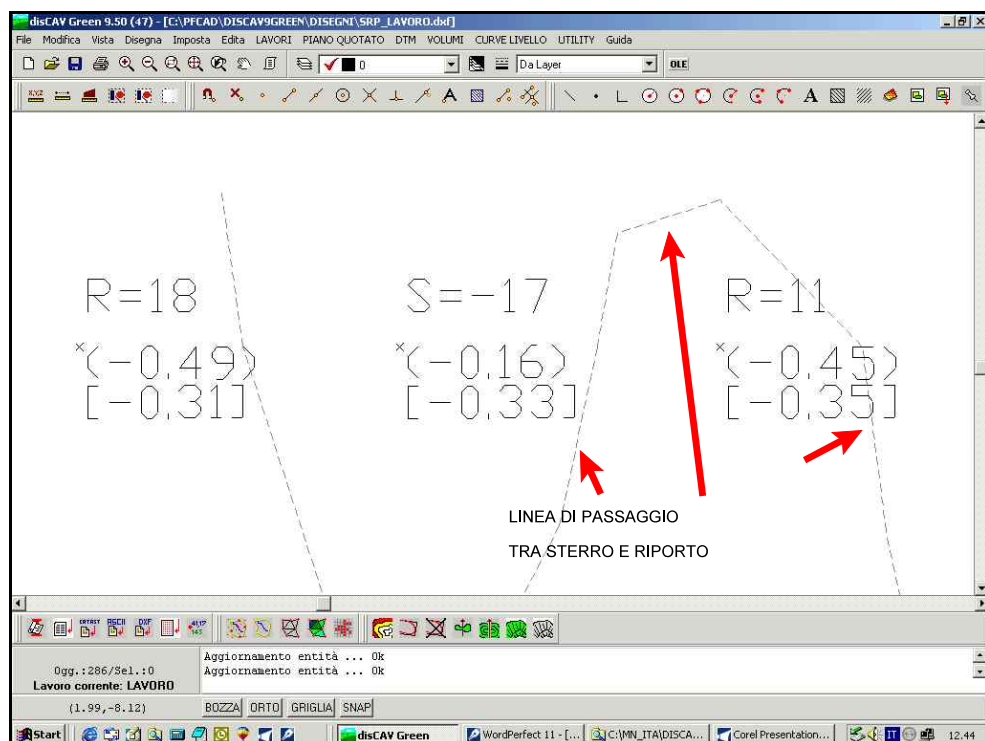 disCAV Green 9.50 (47) - [C:\PFCAD\DISCAV9GREEN\DISEGNI\SRP_LAVORO.dxf]
File Modifica Vista Disegna Imposta Edita LAVORI PIANO QUOTATO DTM VOLUMI CURVE LIVELLO UTILITY Guida
0 Da Layer OLE
X,Y,Z A A
R=18 S=-17 R=11
(-0.49) (-0.16) (-0.45)
[-0.31] [-0.33] [-0.35]
LINEA DI PASSAGGIO
TRA STERRO E RIPORTO
ASCII DXF
Aggiornamento entità ... Ok
Ogg.:286/Sel.:0 Aggiornamento entità ... Ok
Lavoro corrente: LAVORO
(1.99,-8.12) BOZZA ORTO GRIGLIA SNAP
Start disCAV Green WordPerfect 11 - [... C:\MN_ITA\DISCA... Corel Presentation... IT 12.44